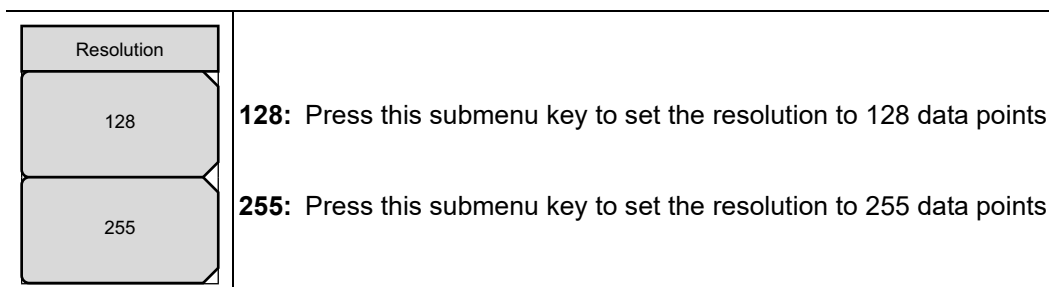 Resolution
128
128: Press this submenu key to set the resolution to 128 data points
255
255: Press this submenu key to set the resolution to 255 data points